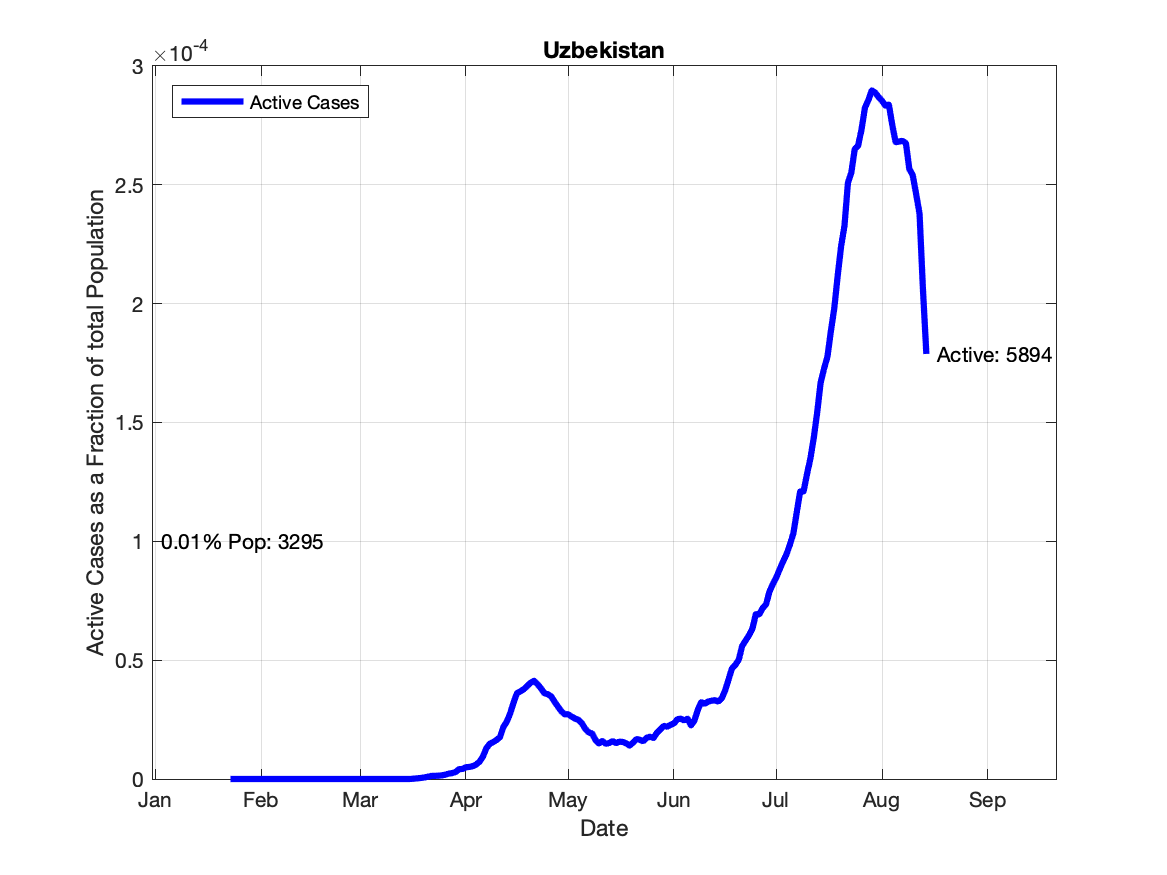 Uzbekistan
×10-4
Active Cases
3
2.5
2
1.5
1
0.5
0
Active Cases as a Fraction of total Population
0.01% Pop: 3295
Active: 5894
Jan Feb Mar Apr May Jun Jul Aug Sep
Date